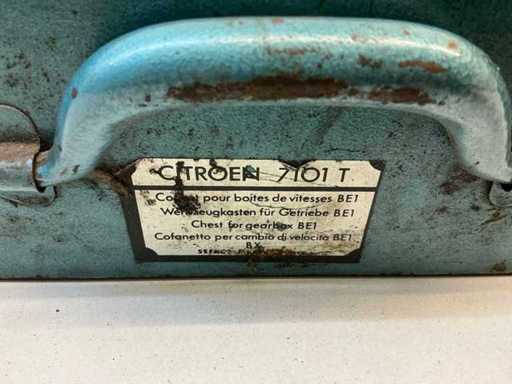 CITROEN 7101 T
pour boites de vitesses BE1
Werkzeugkasten für Getriebe BE1
Chest for gearbox BE1
Cofanetto per cambio di velocita BE1
BX